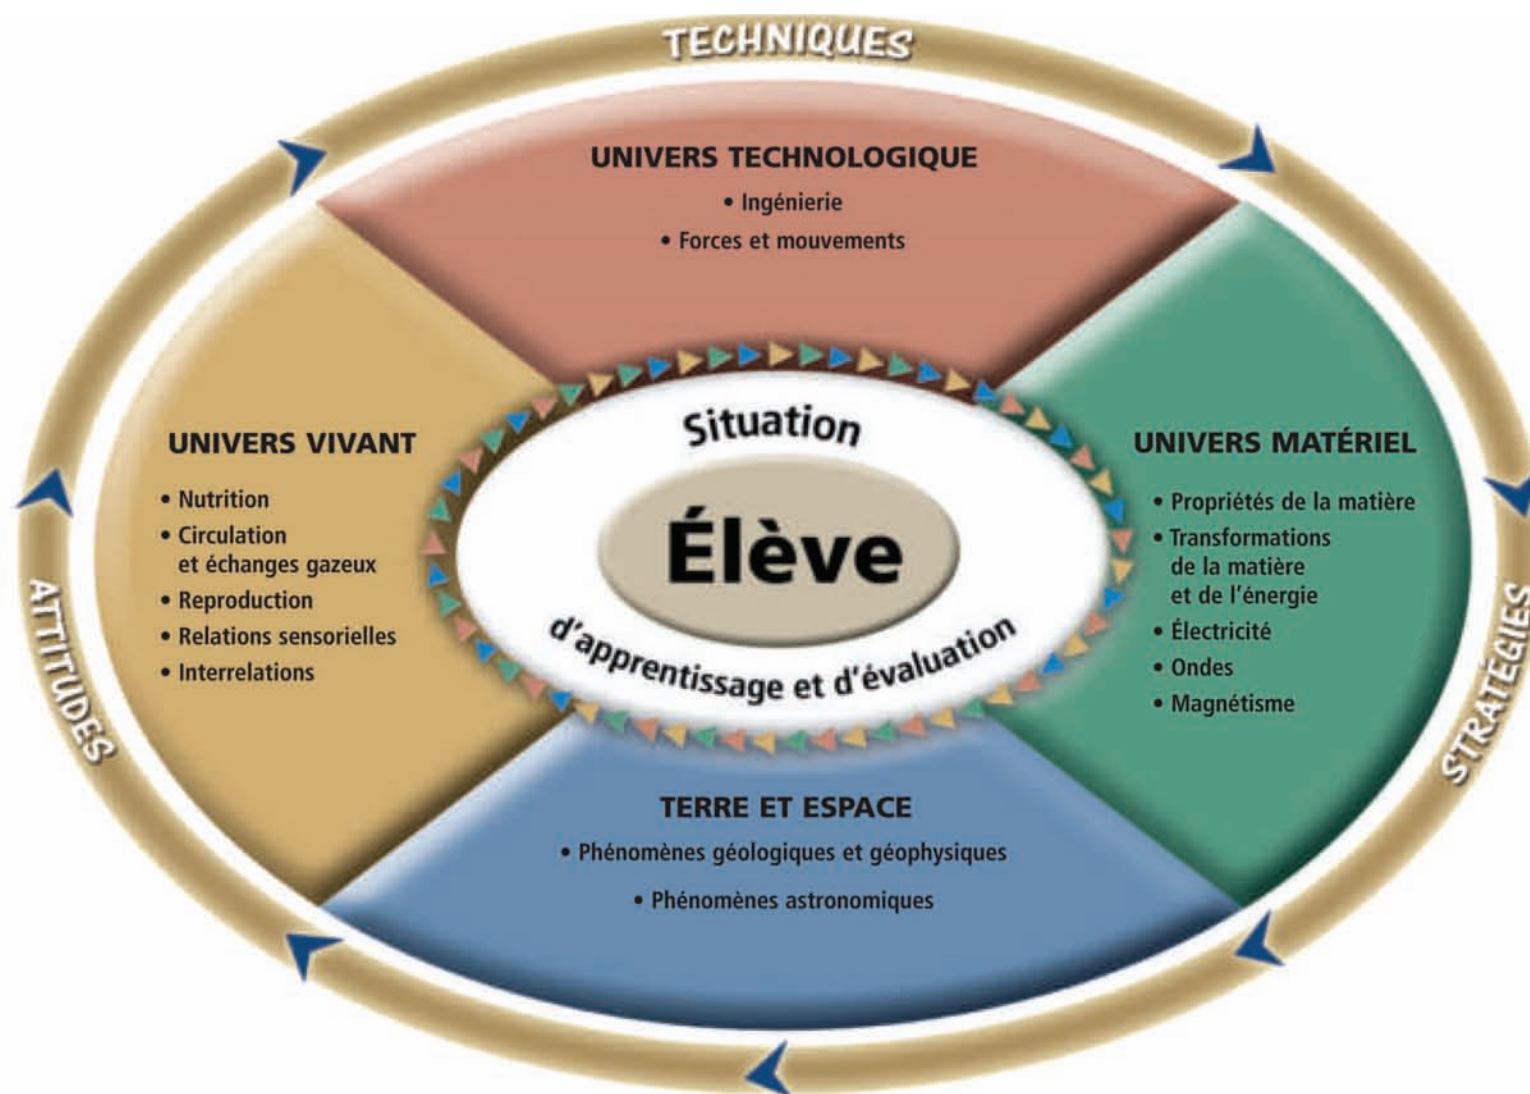 TECHNIQUES
UNIVERS TECHNOLOGIQUE
• Ingénierie
• Forces et mouvements
UNIVERS VIVANT
• Nutrition
• Circulation
et échanges gazeux
• Reproduction
• Relations sensorielles
• Interrelations
Situation
Élève
d'apprentissage et d'évaluation
UNIVERS MATÉRIEL
• Propriétés de la matière
• Transformations
de la matière
et de l'énergie
• Électricité
• Ondes
• Magnétisme
TERRE ET ESPACE
• Phénomènes géologiques et géophysiques
• Phénomènes astronomiques
ATTITUDES
STRATÉGIES